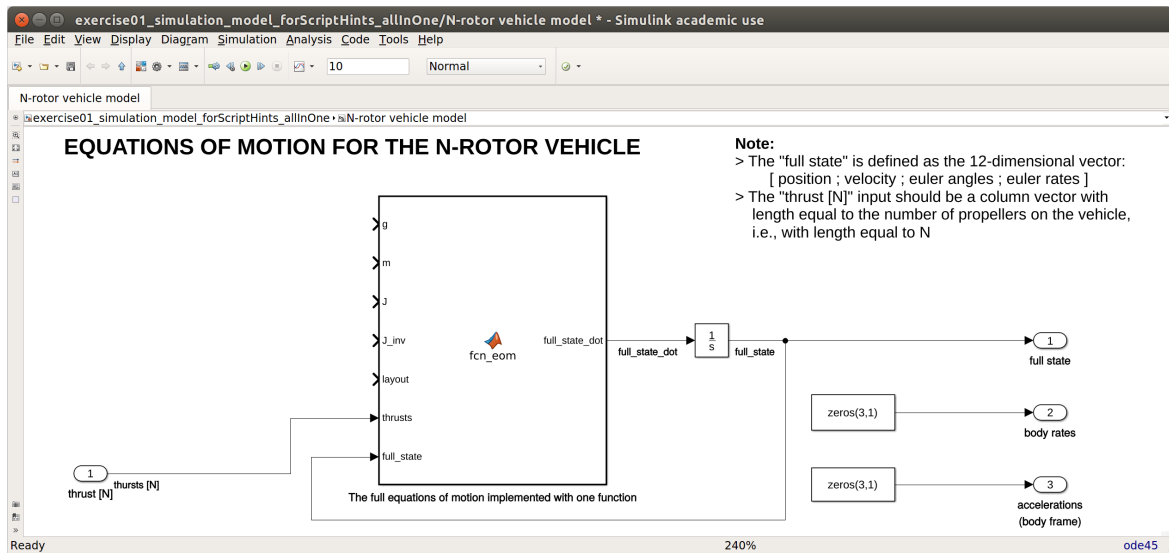 exercise01_simulation_model_forScriptHints_allInOne/N-rotor vehicle model * - Simulink academic use
File Edit View Display Diagram Simulation Analysis Code Tools Help
10 Normal
N-rotor vehicle model
exercise01_simulation_model_forScriptHints_allInOne N-rotor vehicle model
EQUATIONS OF MOTION FOR THE N-ROTOR VEHICLE
Note:
> The "full state" is defined as the 12-dimensional vector:
[ position ; velocity ; euler angles ; euler rates ]
> The "thrust [N]" input should be a column vector with
length equal to the number of propellers on the vehicle,
i.e., with length equal to N
g
m
J
J_inv
layout
thrusts
full_state
fcn_eom
full_state_dot
The full equations of motion implemented with one function
1
thrust [N]
thursts [N]
full_state_dot
1
s
full_state
1
full state
zeros(3,1)
2
body rates
zeros(3,1)
3
accelerations
(body frame)
Ready 240% ode45